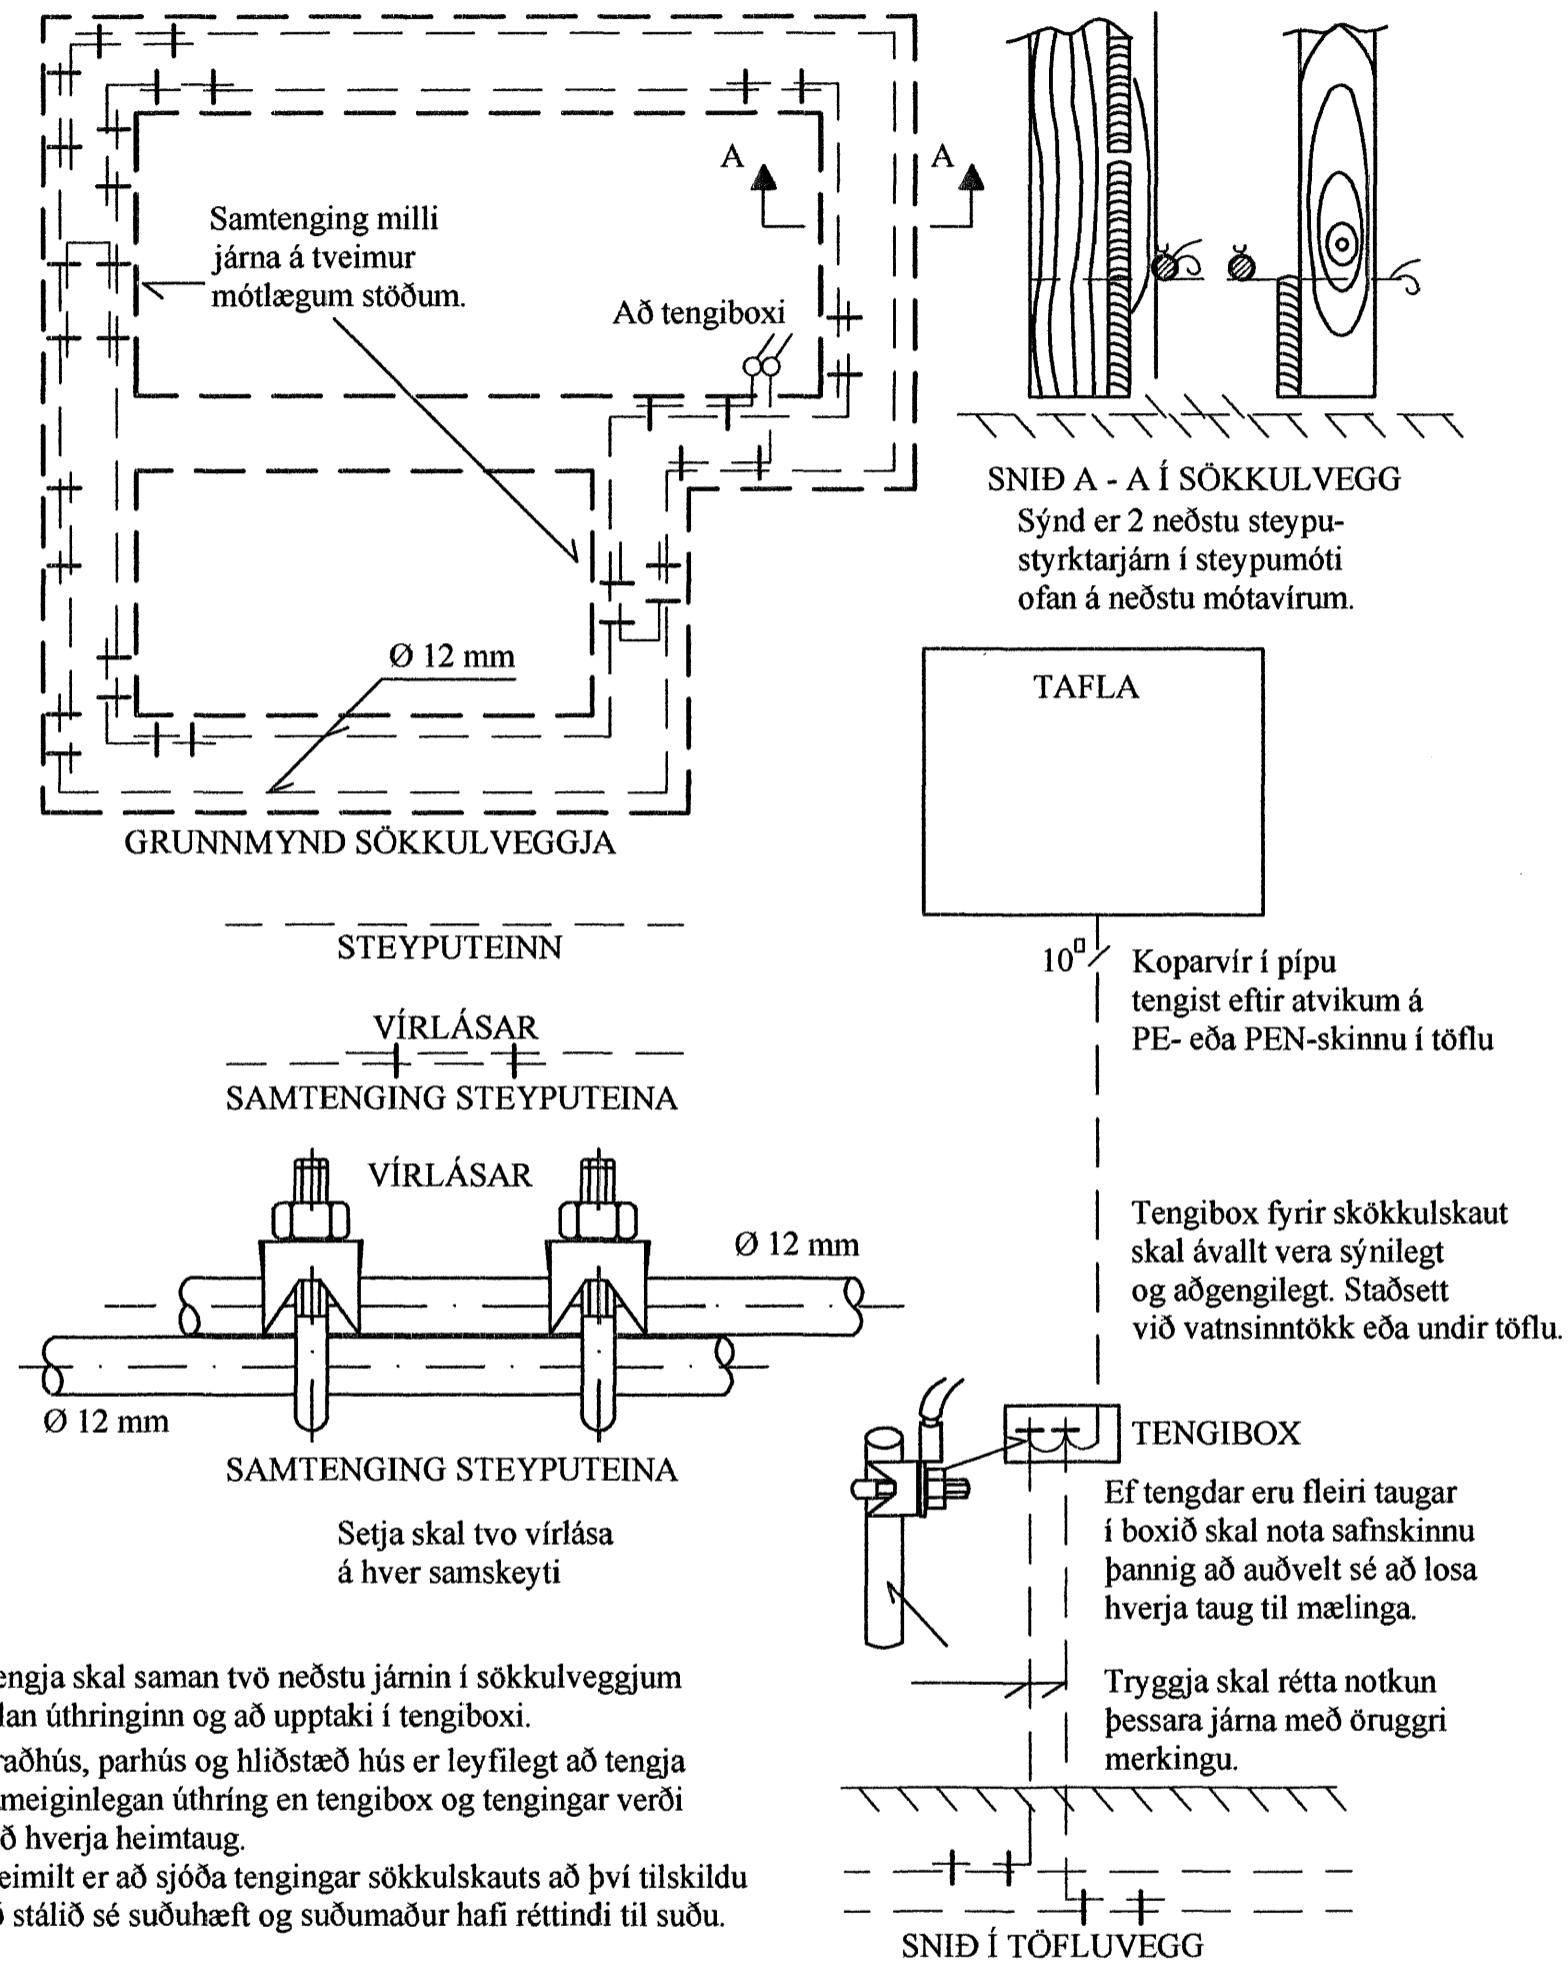 A
A
Samtenging milli
járna á tveimur
mótlægum stöðum.
Að tengiboxi
Ø 12 mm
GRUNNMYND SÖKKULVEGGJA
SNIÐ A - A Í SÖKKULVEGG
Sýnd er 2 neðstu steypu-
styrktarjárn í steypumóti
ofan á neðstu mótavírum.
STEYPUTEINN
VÍRLÁSAR
SAMTENGING STEYPUTEINA
VÍRLÁSAR
Ø 12 mm
Ø 12 mm
SAMTENGING STEYPUTEINA
Setja skal tvo vírlása
á hver samskeyti
TAFLA
10□
Koparvír í pípu
tengist eftir atvikum á
PE- eða PEN-skinnu í töflu
Tengibox fyrir skökkulskaut
skal ávallt vera sýnilegt
og aðgengilegt. Staðsett
við vatnsinntökk eða undir töflu.
TENGIBOX
Ef tengdar eru fleiri taugar
í boxið skal nota safnskinnu
þannig að auðvelt sé að losa
hverja taug til mælinga.
Tryggja skal rétta notkun
þessara járna með öruggri
merkingu.
SNIÐ Í TÖFLUVEGG
engja skal saman tvö neðstu járnin í sökkulveggjum
lan úthringinn og að upptaki í tengiboxi.
aðhús, parhús og hliðstæð hús er leyfilegt að tengja
meiginlegan úthríng en tengibox og tengingar verði
ð hverja heimtaug.
eimilt er að sjóða tengingar sökkulskauts að því tilskildu
ð stálið sé suðuhæft og suðumaður hafi réttindi til suðu.